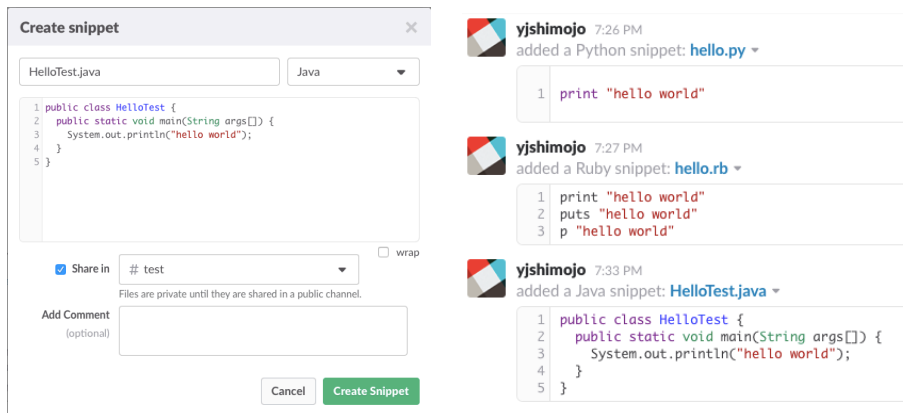 Create snippet ×
HelloTest.java Java
1 public class HelloTest {
2 public static void main(String args[]) {
3 System.out.println("hello world");
4 }
5 }
wrap
Share in # test
Files are private until they are shared in a public channel.
Add Comment
(optional)
Cancel Create Snippet
yjshimojo 7:26 PM
added a Python snippet: hello.py
1 print "hello world"
yjshimojo 7:27 PM
added a Ruby snippet: hello.rb
1 print "hello world"
2 puts "hello world"
3 p "hello world"
yjshimojo 7:33 PM
added a Java snippet: HelloTest.java
1 public class HelloTest {
2 public static void main(String args[]) {
3 System.out.println("hello world");
4 }
5 }